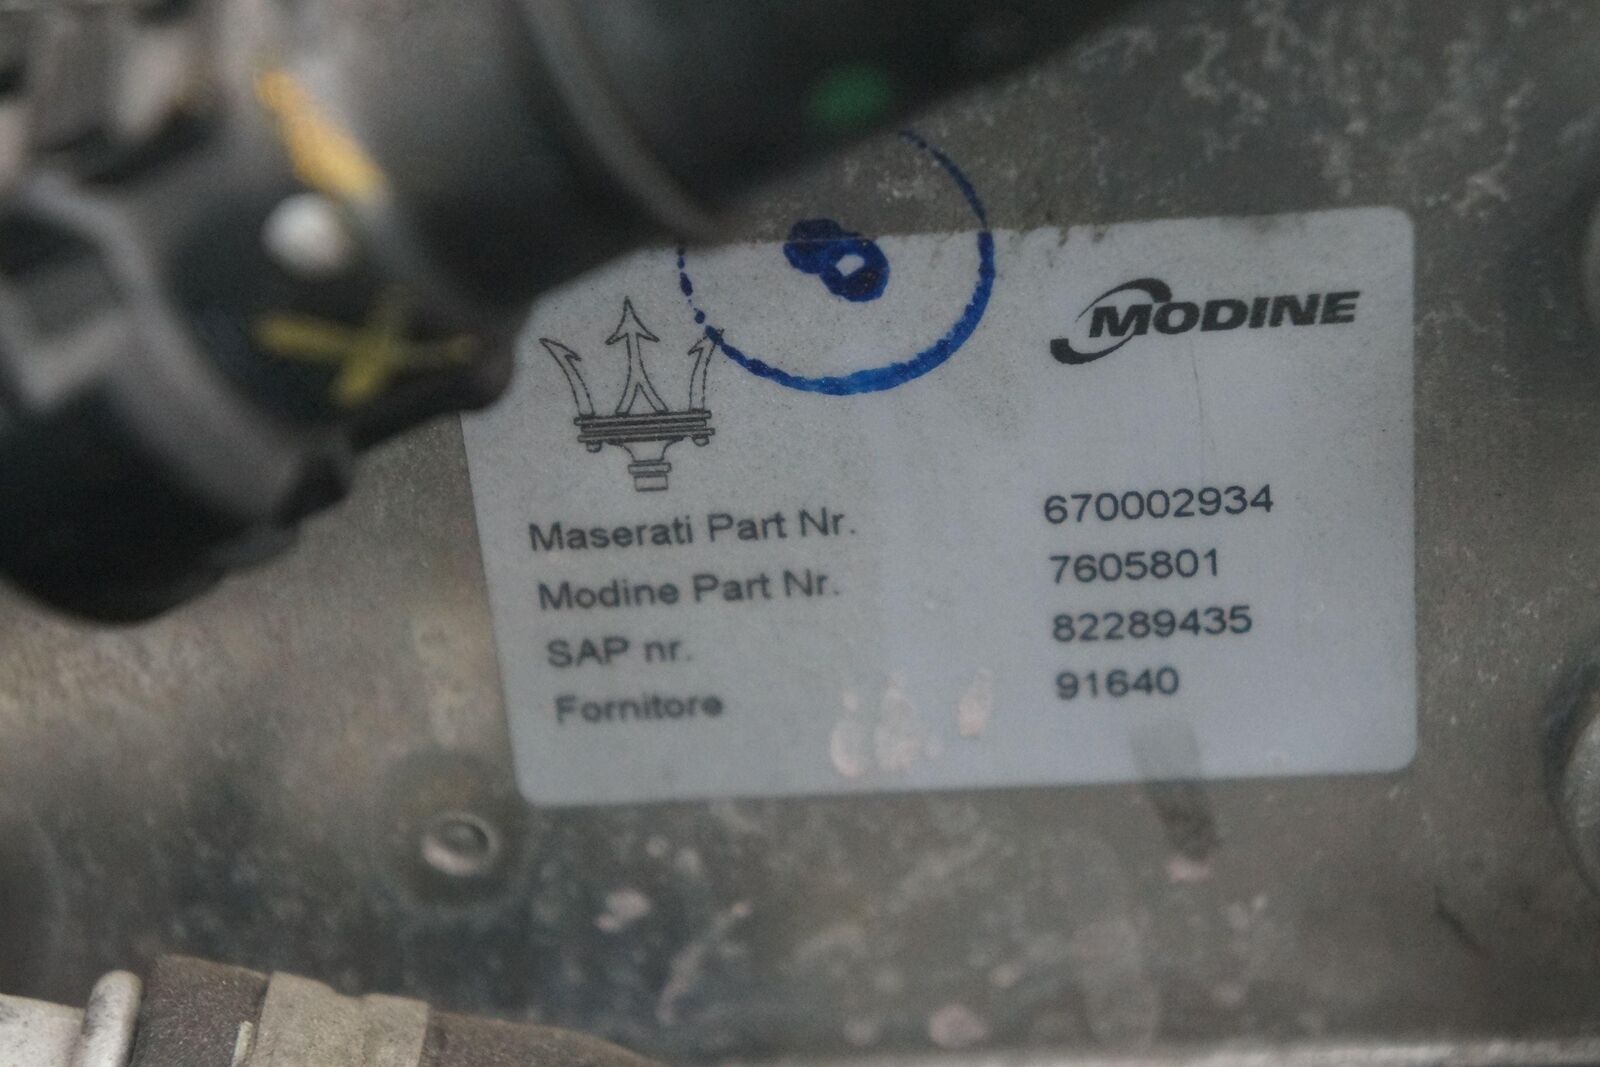 MODINE
Maserati Part Nr. 670002934
Modine Part Nr. 7605801
SAP nr. 82289435
Fornitore 91640